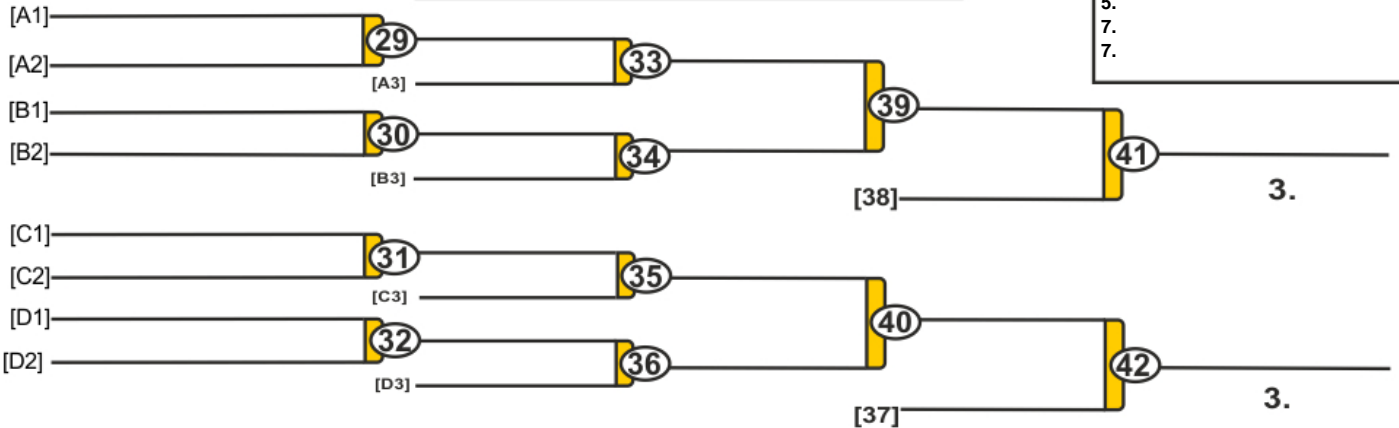 5.
7.
7.
[A1]
29
33
[A2]
[A3]
39
[B1]
30
34
41
[B2]
[B3]
[38]
3.
[C1]
31
35
[C2]
[C3]
40
[D1]
32
36
42
[D2]
[D3]
[37]
3.